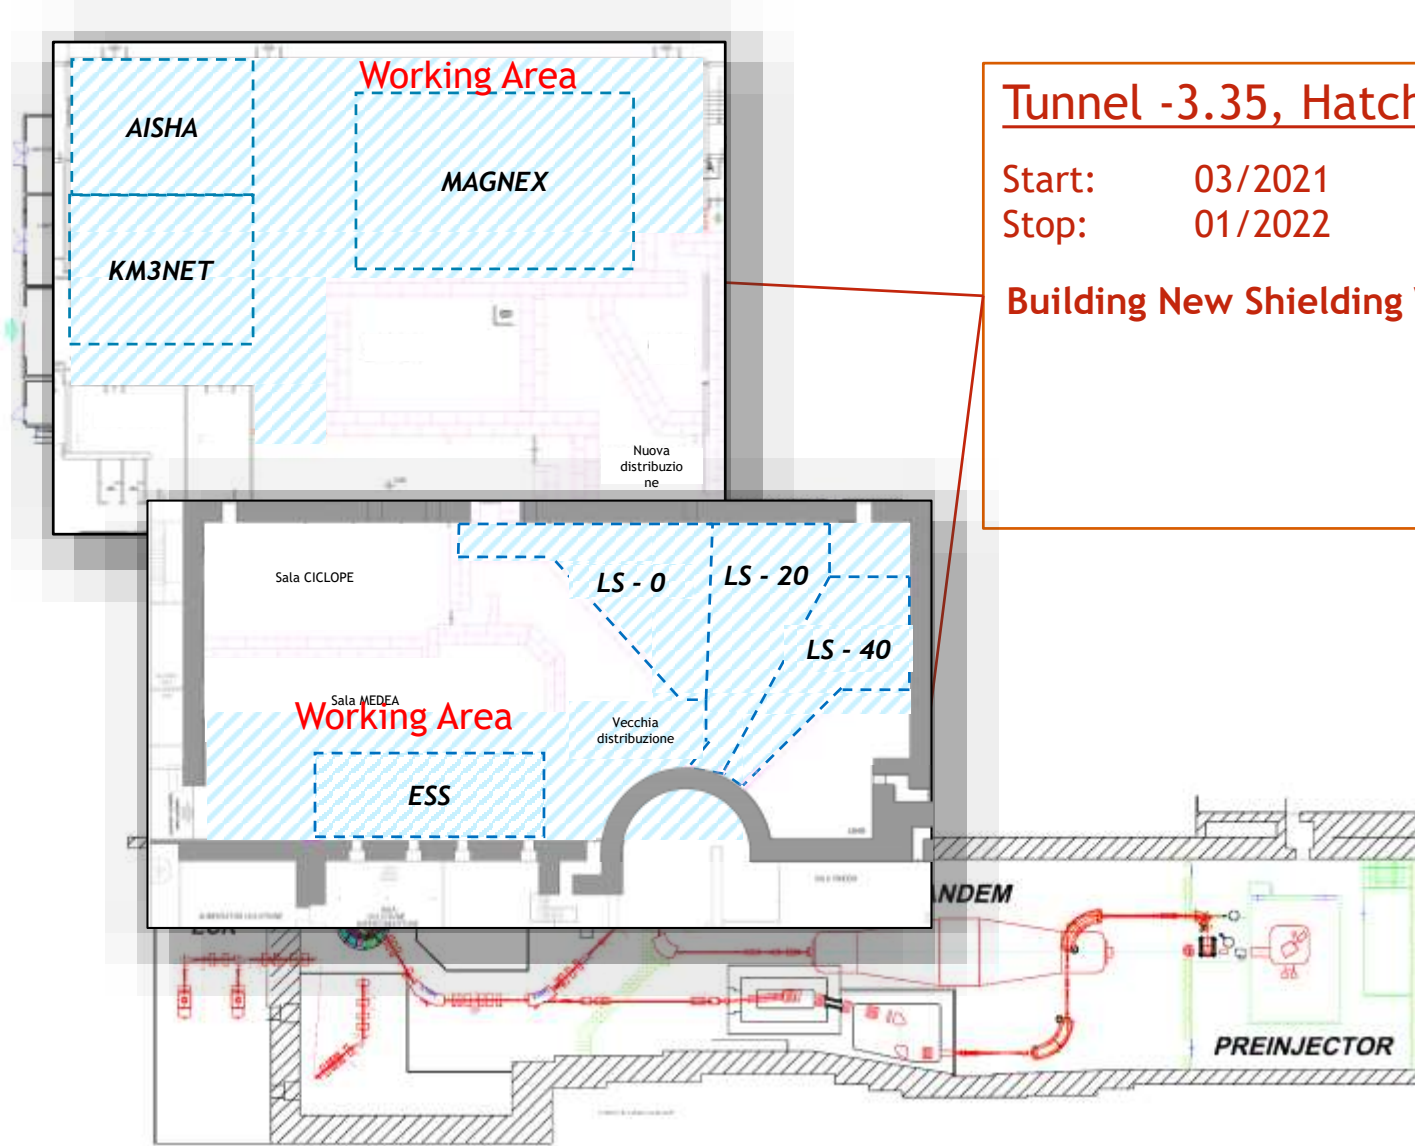 Working Area
AISHA
MAGNEX
KM3NET
Nuova
distribuzio
ne
Tunnel -3.35, Hatch
Start: 03/2021
Stop: 01/2022
Building New Shielding
Sala CICLOPE
LS - 0
LS - 20
LS - 40
Sala MEDEA
Working Area
Vecchia
distribuzione
ESS
ANDEM
PREINJECTOR